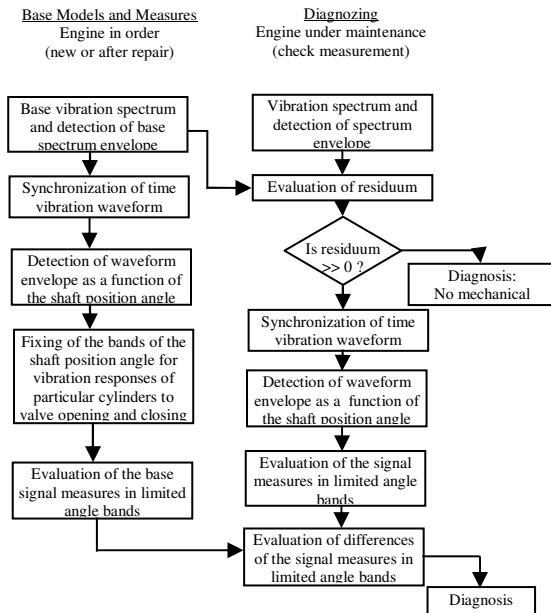 Base Models and Measures
Engine in order
(new or after repair)
Base vibration spectrum
and detection of base
spectrum envelope
Synchronization of time
vibration waveform
Detection of waveform
envelope as a function of
the shaft position angle
Fixing of the bands of the
shaft position angle for
vibration responses of
particular cylinders to
valve opening and closing
Evaluation of the base
signal measures in limited
angle bands
Diagnozing
Engine under maintenance
(check measurement)
Vibration spectrum and
detection of spectrum
envelope
Evaluation of residuum
Is residuum
>> 0 ?
Diagnosis:
No mechanical
Synchronization of time
vibration waveform
Detection of waveform
envelope as a function of
the shaft position angle
Evaluation of the signal
measures in limited angle
bands
Evaluation of differences
of the signal measures in
limited angle bands
Diagnosis